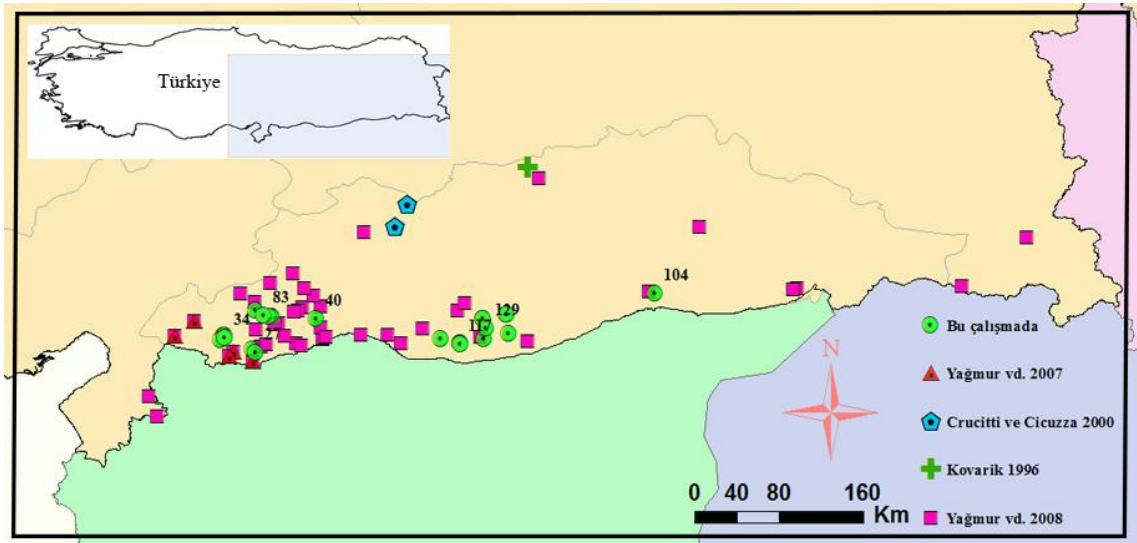 Türkiye
104
83
40
34
27
129
117
Bu çalışmada
Yağmur vd. 2007
N
Crucitti ve Cicuzza 2000
Kovarik 1996
0 40 80 160
Km
Yağmur vd. 2008